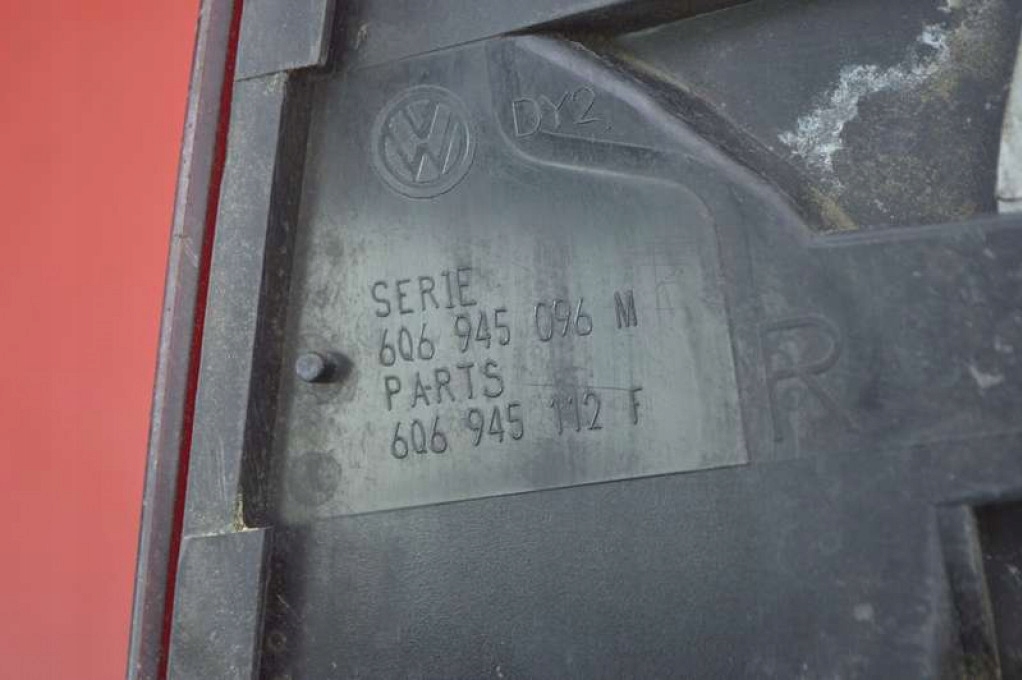 DY2
SERIE
6Q6 945 096 M
PARTS
6Q6 945 112 F
R